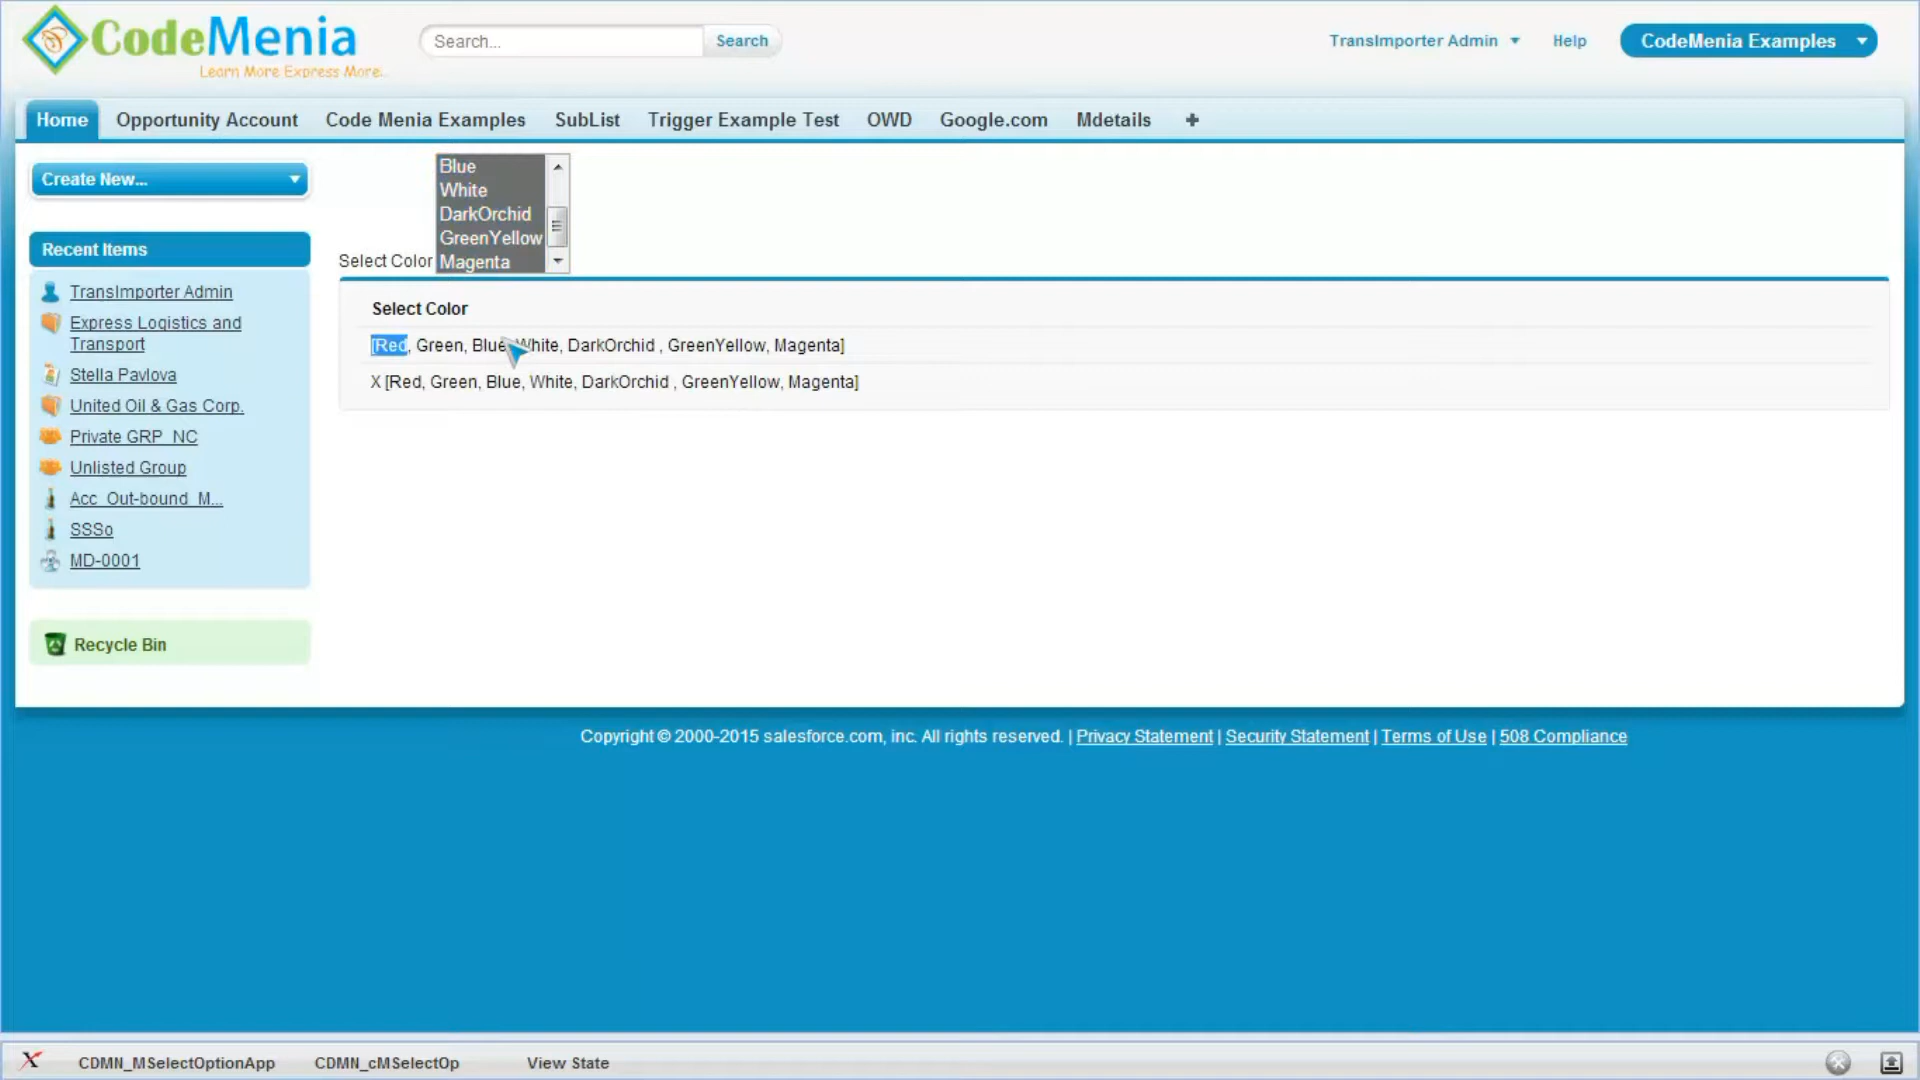 CodeMenia
Learn More Express More..
Search...
Search
TransImporter Admin
Help
CodeMenia Examples
Home
Opportunity Account
Code Menia Examples
SubList
Trigger Example Test
OWD
Google.com
Mdetails
+
Create New...
Recent Items
TransImporter Admin
Express Logistics and
Transport
Stella Pavlova
United Oil & Gas Corp.
Private GRP_NC
Unlisted Group
Acc_Out-bound_M...
SSSo
MD-0001
Recycle Bin
Blue
White
DarkOrchid
GreenYellow
Select Color Magenta
Select Color
[Red, Green, Blue, White, DarkOrchid , GreenYellow, Magenta]
X [Red, Green, Blue, White, DarkOrchid , GreenYellow, Magenta]
Copyright © 2000-2015 salesforce.com, inc. All rights reserved. | Privacy Statement | Security Statement | Terms of Use | 508 Compliance
CDMN_MSelectOptionApp
CDMN_cMSelectOp
View State